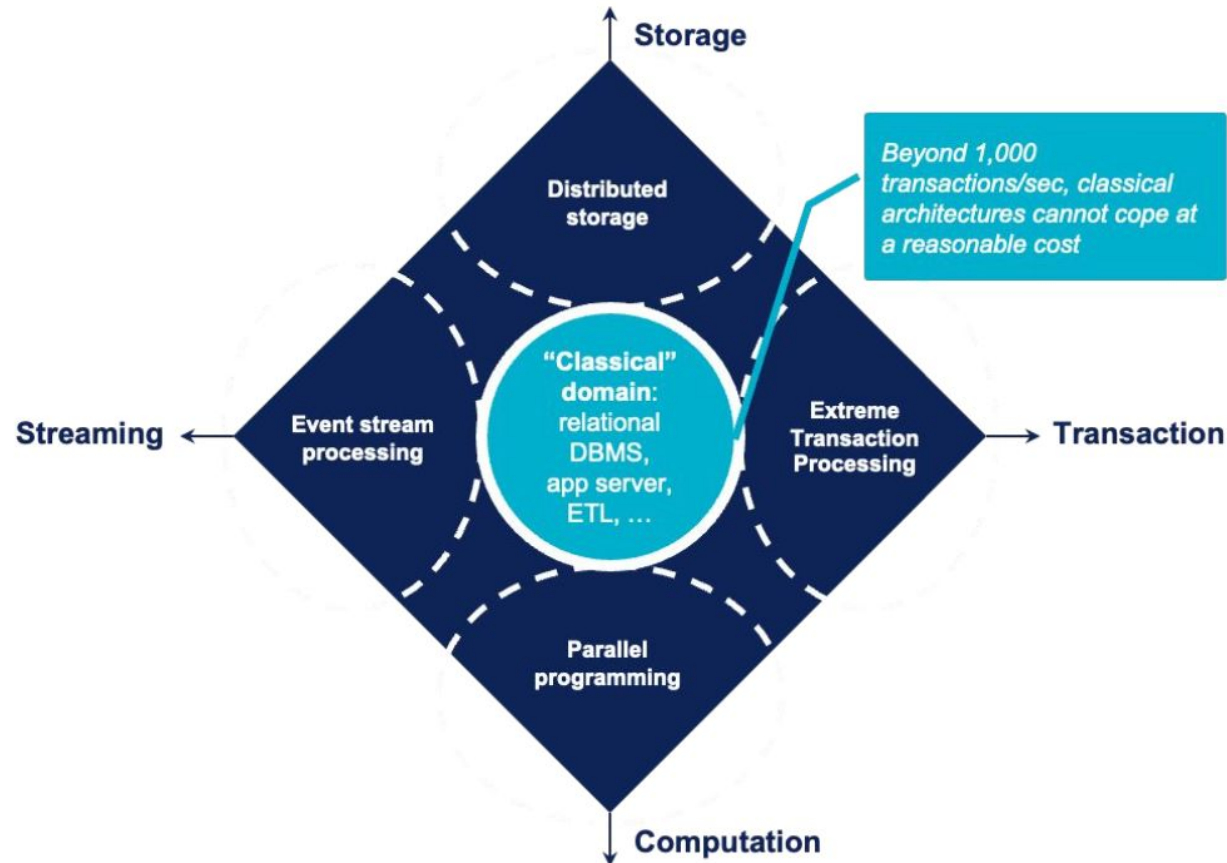 Storage
Beyond 1,000
transactions/sec, classical
architectures cannot cope at
a reasonable cost
Distributed
storage
“Classical”
domain:
relational
DBMS,
app server,
ETL, …
Streaming
Event stream
processing
Extreme
Transaction
Processing
Transaction
Parallel
programming
Computation